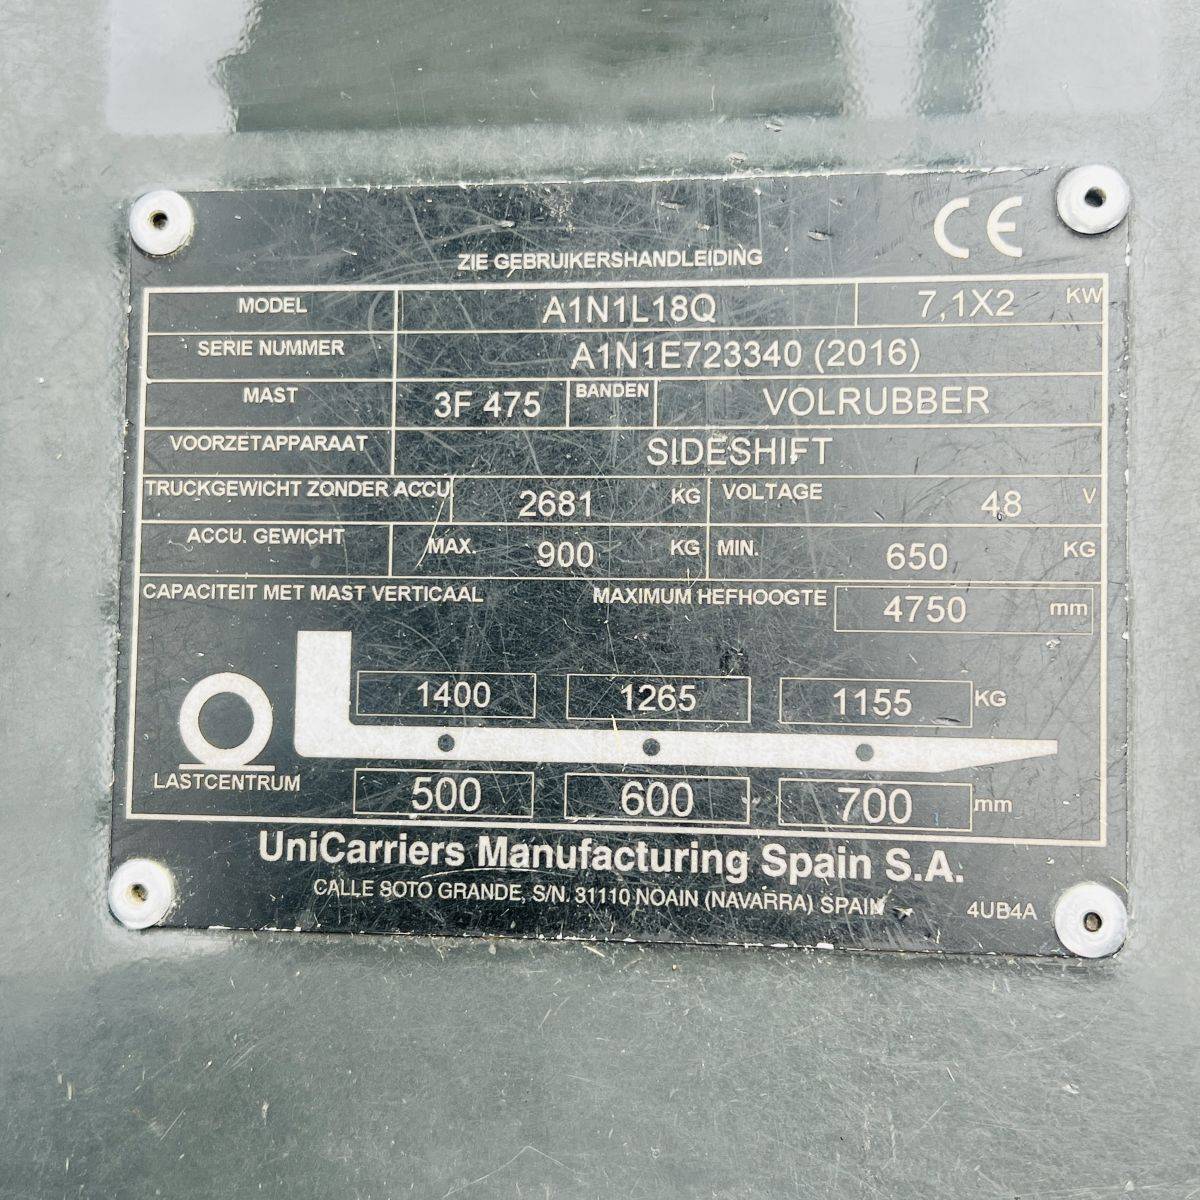 CE
ZIE GEBRUIKERSHANDLEIDING
MODEL A1N1L18Q 7,1X2 KW
SERIE NUMMER A1N1E723340 (2016)
MAST 3F 475 BANDEN VOLRUBBER
VOORZETAPPARAAT SIDESHIFT
TRUCKGEWICHT ZONDER ACCU 2681 KG VOLTAGE 48 V
ACCU. GEWICHT MAX. 900 KG MIN. 650 KG
CAPACITEIT MET MAST VERTICAAL MAXIMUM HEFHOOGTE 4750 mm
1400 1265 1155 KG
LASTCENTRUM 500 600 700 mm
UniCarriers Manufacturing Spain S.A.
CALLE SOTO GRANDE, S/N. 31110 NOAIN (NAVARRA) SPAIN 4UB4A